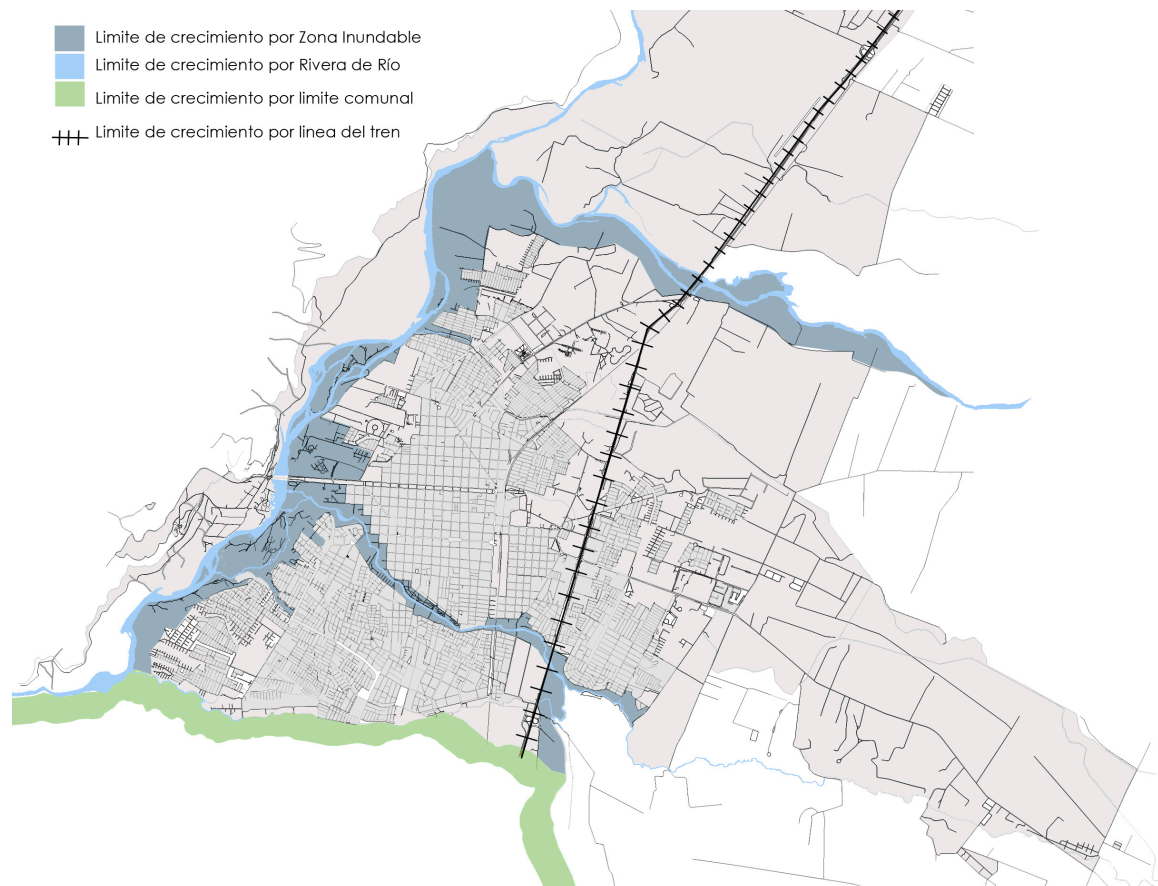 Limite de crecimiento por Zona Inundable
Limite de crecimiento por Rivera de Río
Limite de crecimiento por limite comunal
Limite de crecimiento por linea del tren